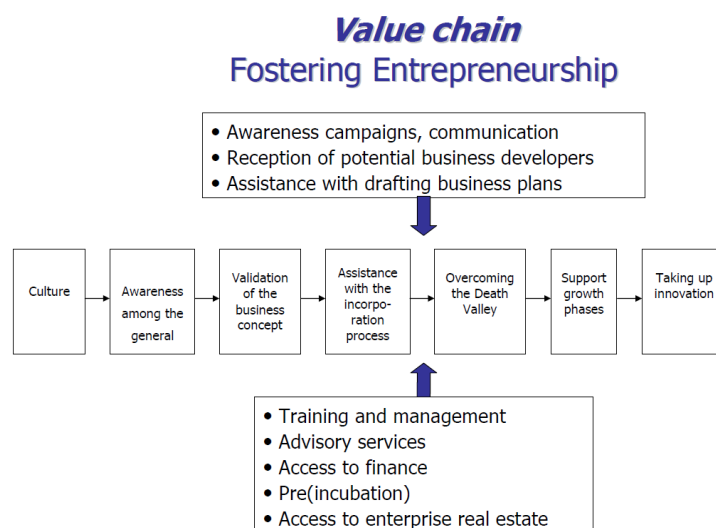 Value chain
Fostering Entrepreneurship
• Awareness campaigns, communication
• Reception of potential business developers
• Assistance with drafting business plans
Culture
Awareness
among the
general
Validation
of the
business
concept
Assistance
with the
incorpo-
ration
process
Overcoming
the Death
Valley
Support
growth
phases
Taking up
innovation
• Training and management
• Advisory services
• Access to finance
• Pre(incubation)
• Access to enterprise real estate